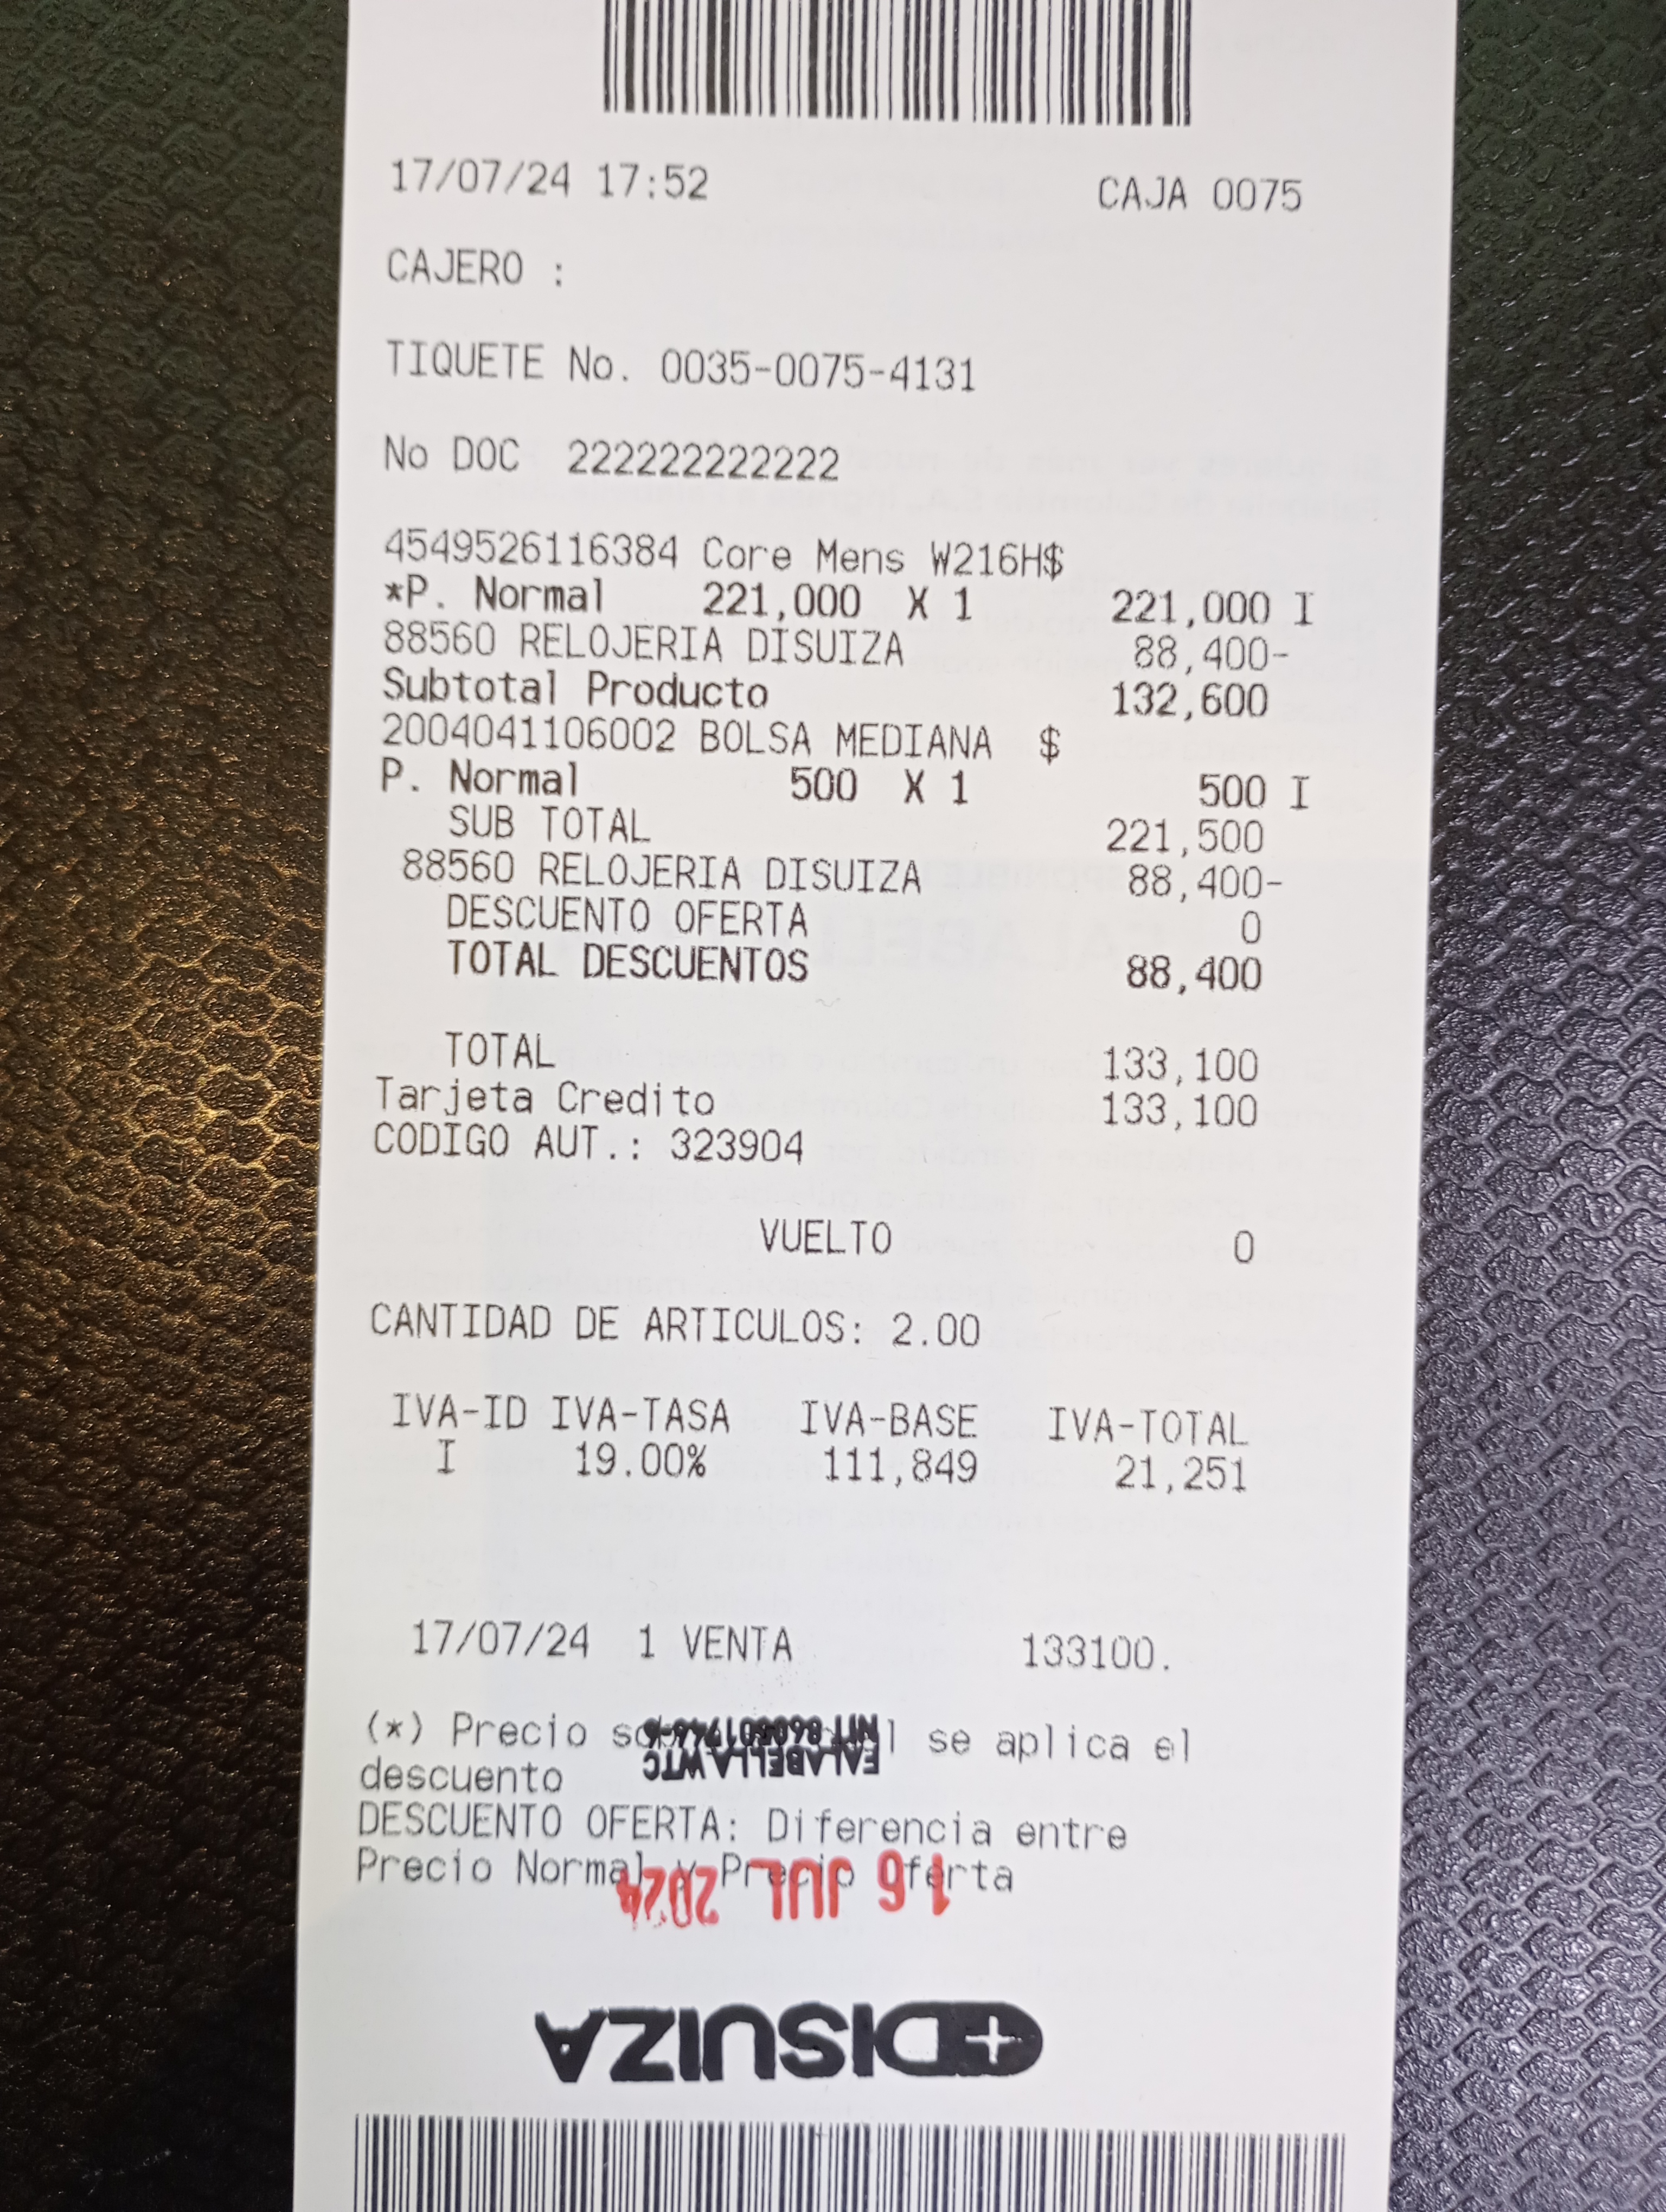 17/07/24 17:52 CAJA 0075
CAJERO :
TIQUETE No. 0035-0075-4131
No DOC 222222222222
4549526116384 Core Mens W216H$
*P. Normal 221,000 X 1 221,000 I
88560 RELOJERIA DISUIZA 88,400-
Subtotal Producto 132,600
2004041106002 BOLSA MEDIANA $
P. Normal 500 X 1 500 I
SUB TOTAL 221,500
88560 RELOJERIA DISUIZA 88,400-
DESCUENTO OFERTA 0
TOTAL DESCUENTOS 88,400
TOTAL 133,100
Tarjeta Credito 133,100
CODIGO AUT.: 323904
VUELTO 0
CANTIDAD DE ARTICULOS: 2.00
IVA-ID IVA-TASA IVA-BASE IVA-TOTAL
I 19.00% 111,849 21,251
17/07/24 1 VENTA 133100.
(*) Precio se aplica el
descuento
FALABELLA WTC
NIT
DESCUENTO OFERTA: Diferencia entre
Precio Normal y Precio Oferta
16 JUL 2024
DISUIZA